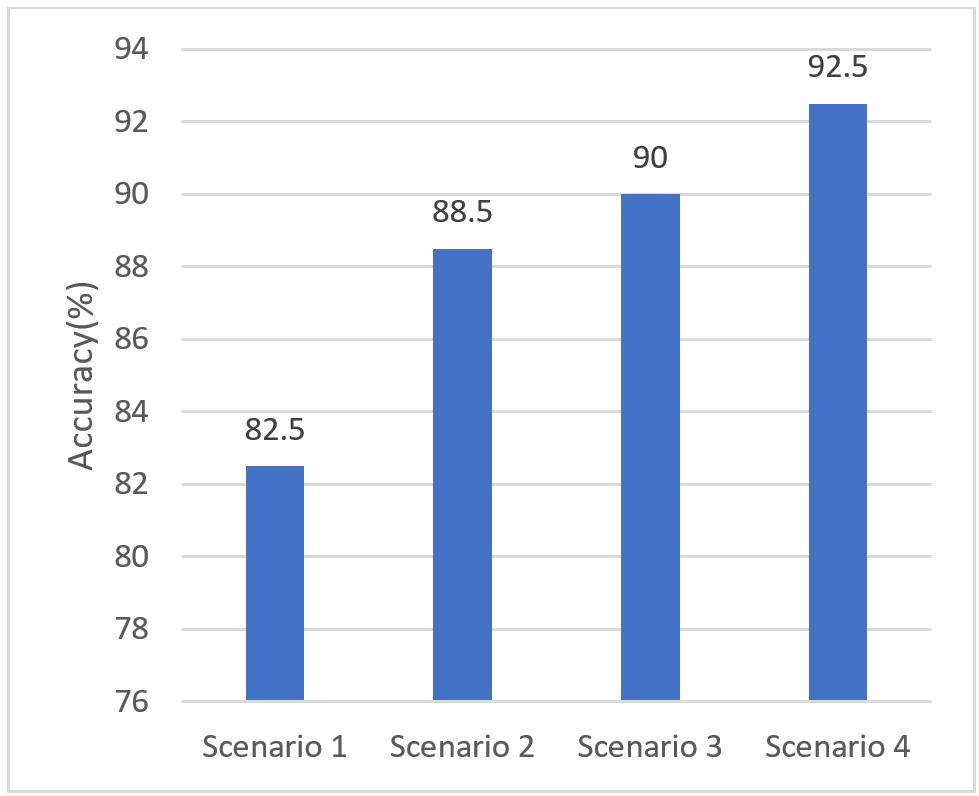 94
92
90
88
86
84
82
80
78
76
Accuracy(%)
82.5
88.5
90
92.5
Scenario 1
Scenario 2
Scenario 3
Scenario 4